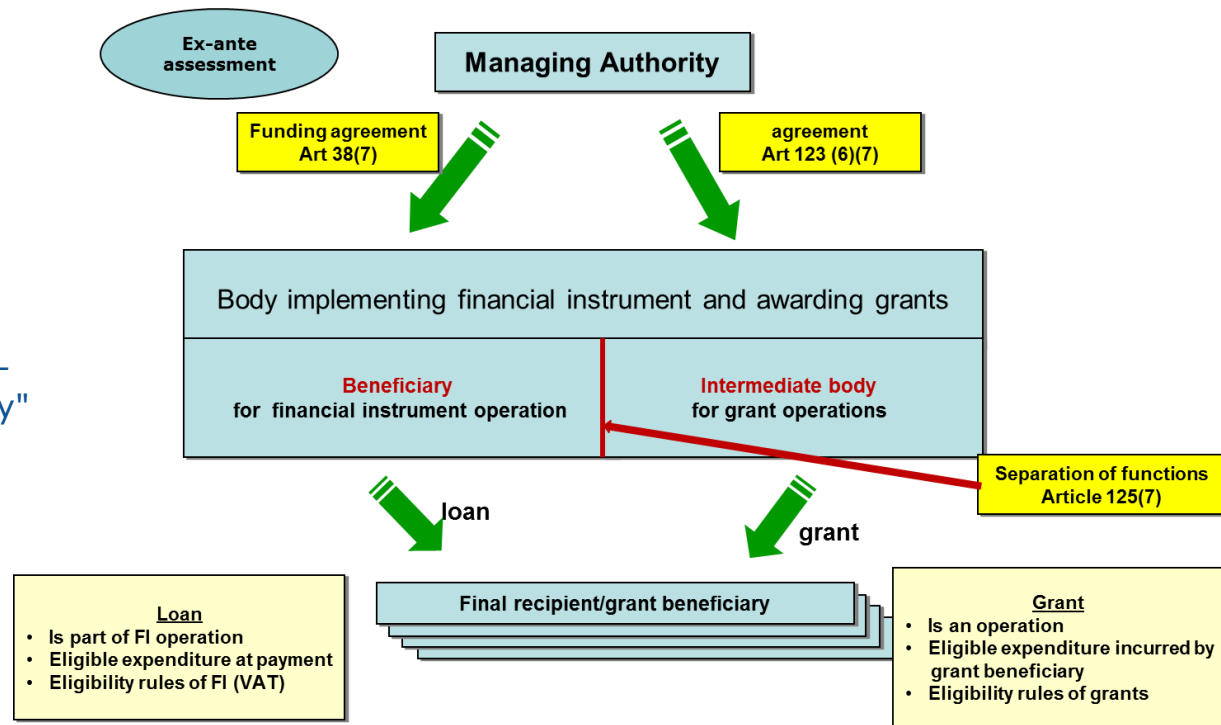 Ex-ante
assessment
Managing Authority
Funding agreement
Art 38(7)
agreement
Art 123 (6)(7)
Body implementing financial instrument and awarding grants
Beneficiary
for financial instrument operation
Intermediate body
for grant operations
y"
Separation of functions
Article 125(7)
loan
grant
Final recipient/grant beneficiary
Loan
• Is part of FI operation
• Eligible expenditure at payment
• Eligibility rules of FI (VAT)
Grant
• Is an operation
• Eligible expenditure incurred by
grant beneficiary
• Eligibility rules of grants